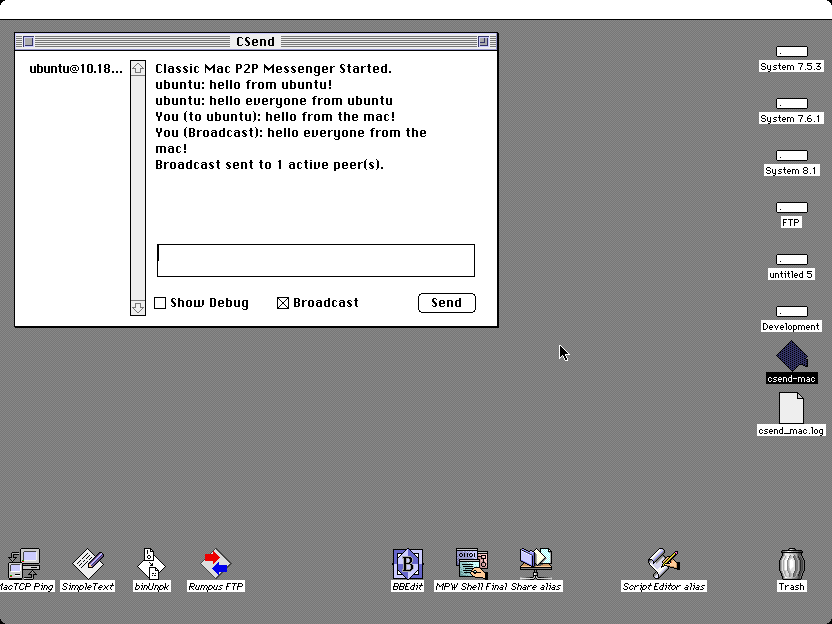 CSend
ubuntu@10.18...
Classic Mac P2P Messenger Started.
ubuntu: hello from ubuntu!
ubuntu: hello everyone from ubuntu
You (to ubuntu): hello from the mac!
You (Broadcast): hello everyone from the
mac!
Broadcast sent to 1 active peer(s).
Show Debug
Broadcast
Send
System 7.5.3
System 7.6.1
System 8.1
FTP
untitled 5
Development
csend-mac
csend_mac.log
MacTCP Ping
SimpleText
binUnpk
Rumpus FTP
BBEdit
MPW Shell Final
Share alias
Script Editor alias
Trash